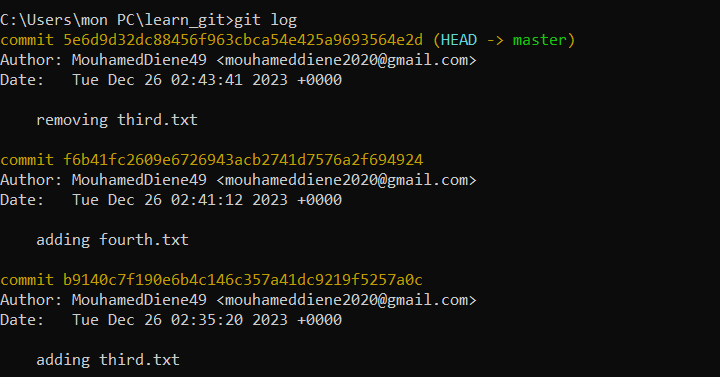 C:\Users\mon PC\learn_git>git log
commit 5e6d9d32dc88456f963cbca54e425a9693564e2d (HEAD -> master)
Author: MouhamedDiene49 <mouhameddiene2020@gmail.com>
Date:   Tue Dec 26 02:43:41 2023 +0000
    removing third.txt
commit f6b41fc2609e6726943acb2741d7576a2f694924
Author: MouhamedDiene49 <mouhameddiene2020@gmail.com>
Date:   Tue Dec 26 02:41:12 2023 +0000
    adding fourth.txt
commit b9140c7f190e6b4c146c357a41dc9219f5257a0c
Author: MouhamedDiene49 <mouhameddiene2020@gmail.com>
Date:   Tue Dec 26 02:35:20 2023 +0000
    adding third.txt